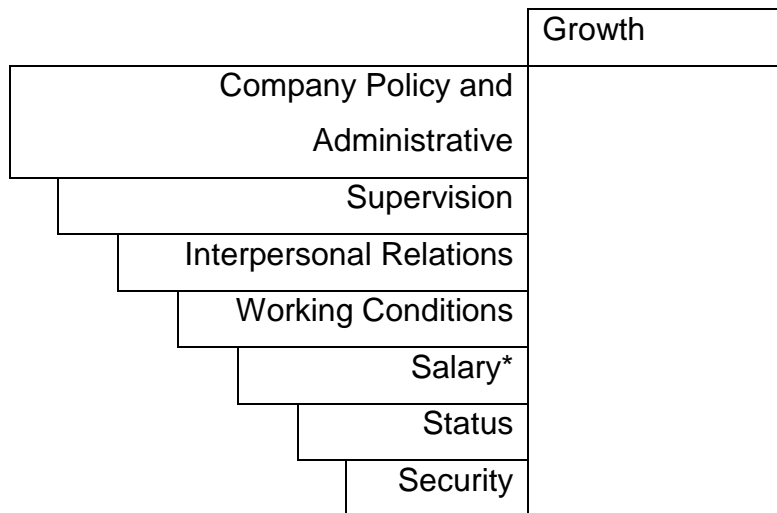 Growth
Company Policy and
Administrative
Supervision
Interpersonal Relations
Working Conditions
Salary*
Status
Security